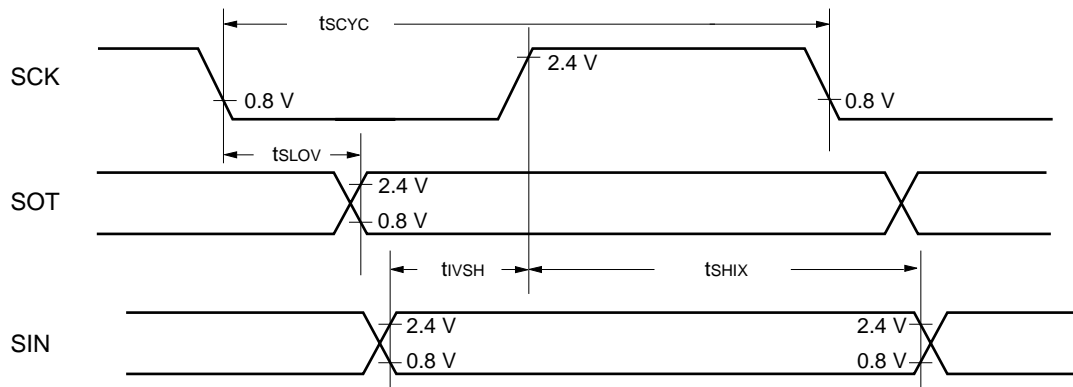 tSCYC
SCK
2.4 V
0.8 V
0.8 V
tSLOV
SOT
2.4 V
0.8 V
tIVSH
tSHIX
SIN
2.4 V
2.4 V
0.8 V
0.8 V